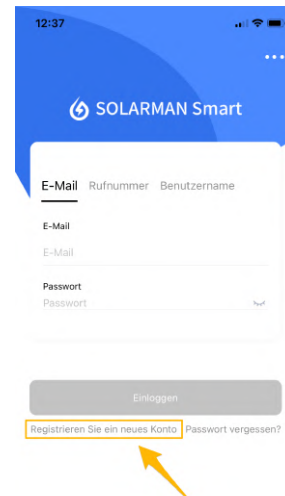 12:37
SOLARMAN Smart
E-Mail Rufnummer Benutzername
E-Mail
E-Mail
Passwort
Passwort
Einloggen
Registrieren Sie ein neues Konto Passwort vergessen?